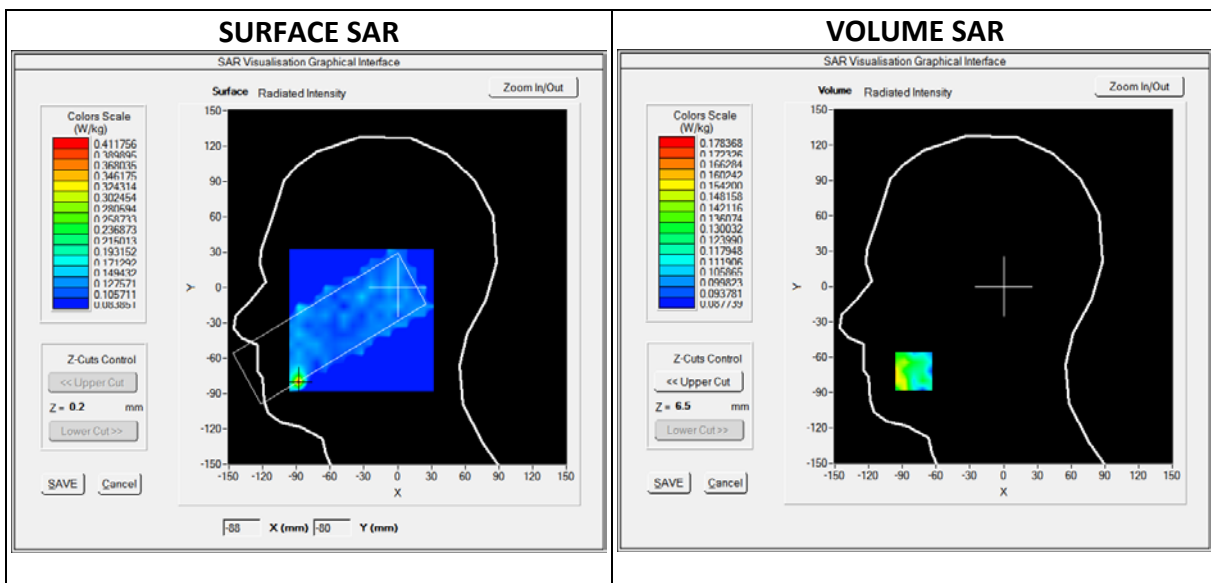 SURFACE SAR
SAR Visualisation Graphical Interface
Surface Radiated Intensity
Zoom In/Out
Colors Scale
(W/kg)
0.411756
0.389895
0.368035
0.346175
0.324314
0.302454
0.280594
0.258733
0.236873
0.215013
0.193152
0.171292
0.149432
0.127571
0.105711
0.083851
Z-Cuts Control
<< Upper Cut
Z = 0.2 mm
Lower Cut >>
SAVE Cancel
150
120
90
60
30
0
-30
-60
-90
-120
-150
Y
-150 -120 -90 -60 -30 0 30 60 90 120 150
X
-88 X (mm) -80 Y (mm)
VOLUME SAR
SAR Visualisation Graphical Interface
Volume Radiated Intensity
Zoom In/Out
Colors Scale
(W/kg)
0.178368
0.172326
0.166284
0.160242
0.154200
0.148158
0.142116
0.136074
0.130032
0.123990
0.117948
0.111906
0.105865
0.099823
0.093781
0.087739
Z-Cuts Control
<< Upper Cut
Z = 6.5 mm
Lower Cut >>
SAVE Cancel
150
120
90
60
30
0
-30
-60
-90
-120
-150
Y
-150 -120 -90 -60 -30 0 30 60 90 120 150
X